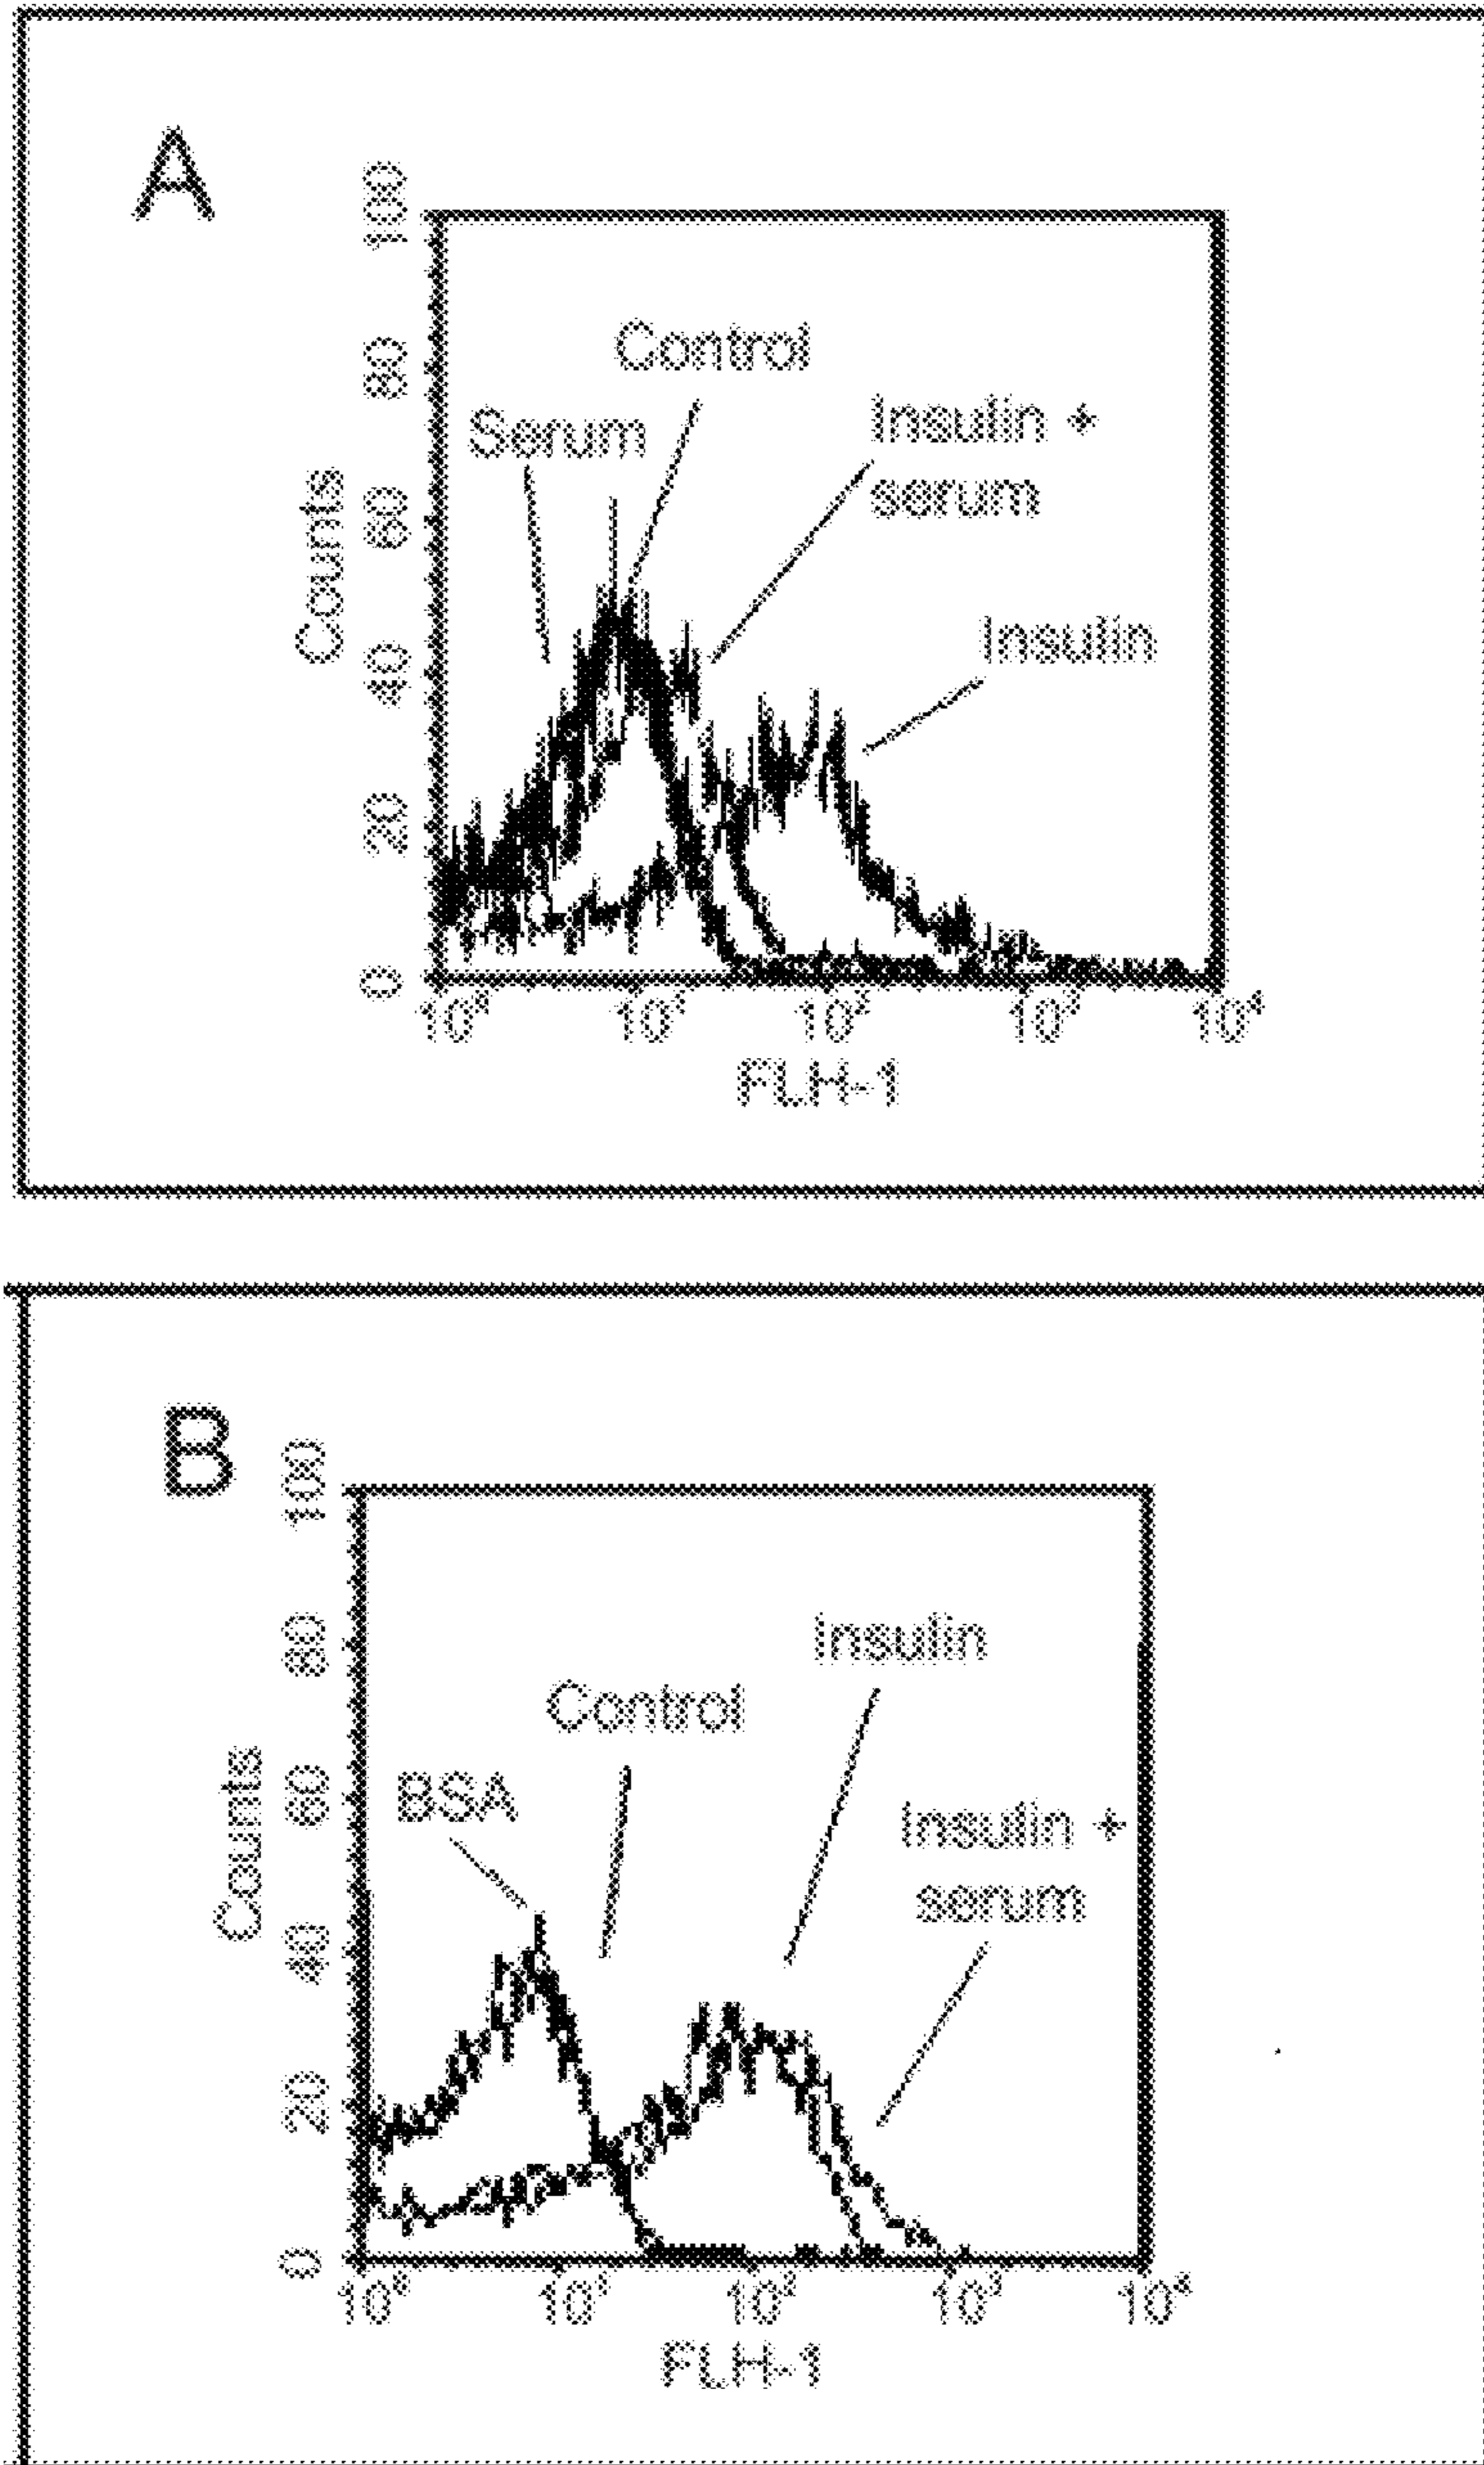 A
100
80
60
40
20
0
Counts
Control
Serum
Insulin +
serum
Insulin
10⁰ 10¹ 10² 10³ 10⁴
FLH-1
B
100
80
60
40
20
0
Counts
Insulin
Control
BSA
Insulin +
serum
10⁰ 10¹ 10² 10³ 10⁴
FLH-1